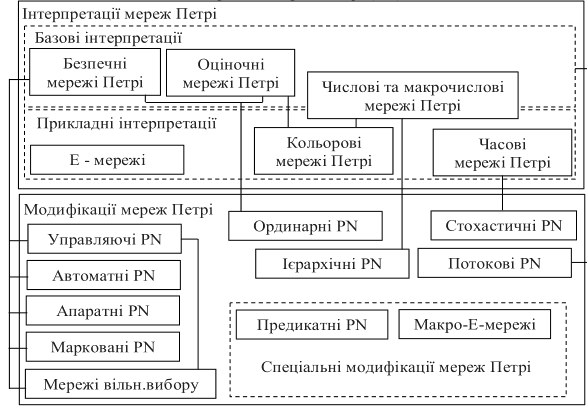 Інтерпретації мереж Петрі
Базові інтерпретації
Безпечні
мережі Петрі
Оціночні
мережі Петрі
Числові та макрочислові
мережі Петрі
Прикладні інтерпретації
Е - мережі
Кольорові
мережі Петрі
Часові
мережі Петрі
Модифікації мереж Петрі
Управляючі PN
Автоматні PN
Апаратні PN
Марковані PN
Мережі вільн.вибору
Ординарні PN
Ієрархічні PN
Стохастичні PN
Потокові PN
Предикатні PN
Макро-Е-мережі
Спеціальні модифікації мереж Петрі